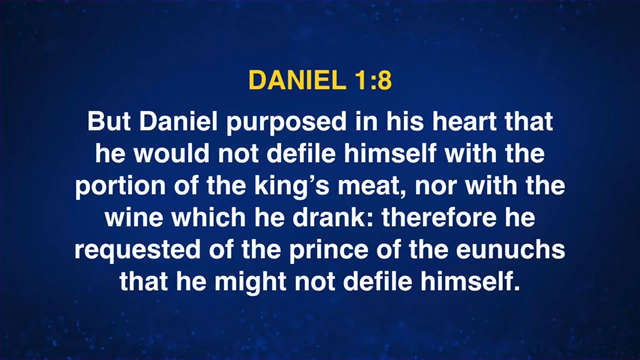 DANIEL 1:8
But Daniel purposed in his heart that
he would not defile himself with the
portion of the king’s meat, nor with the
wine which he drank: therefore he
requested of the prince of the eunuchs
that he might not defile himself.